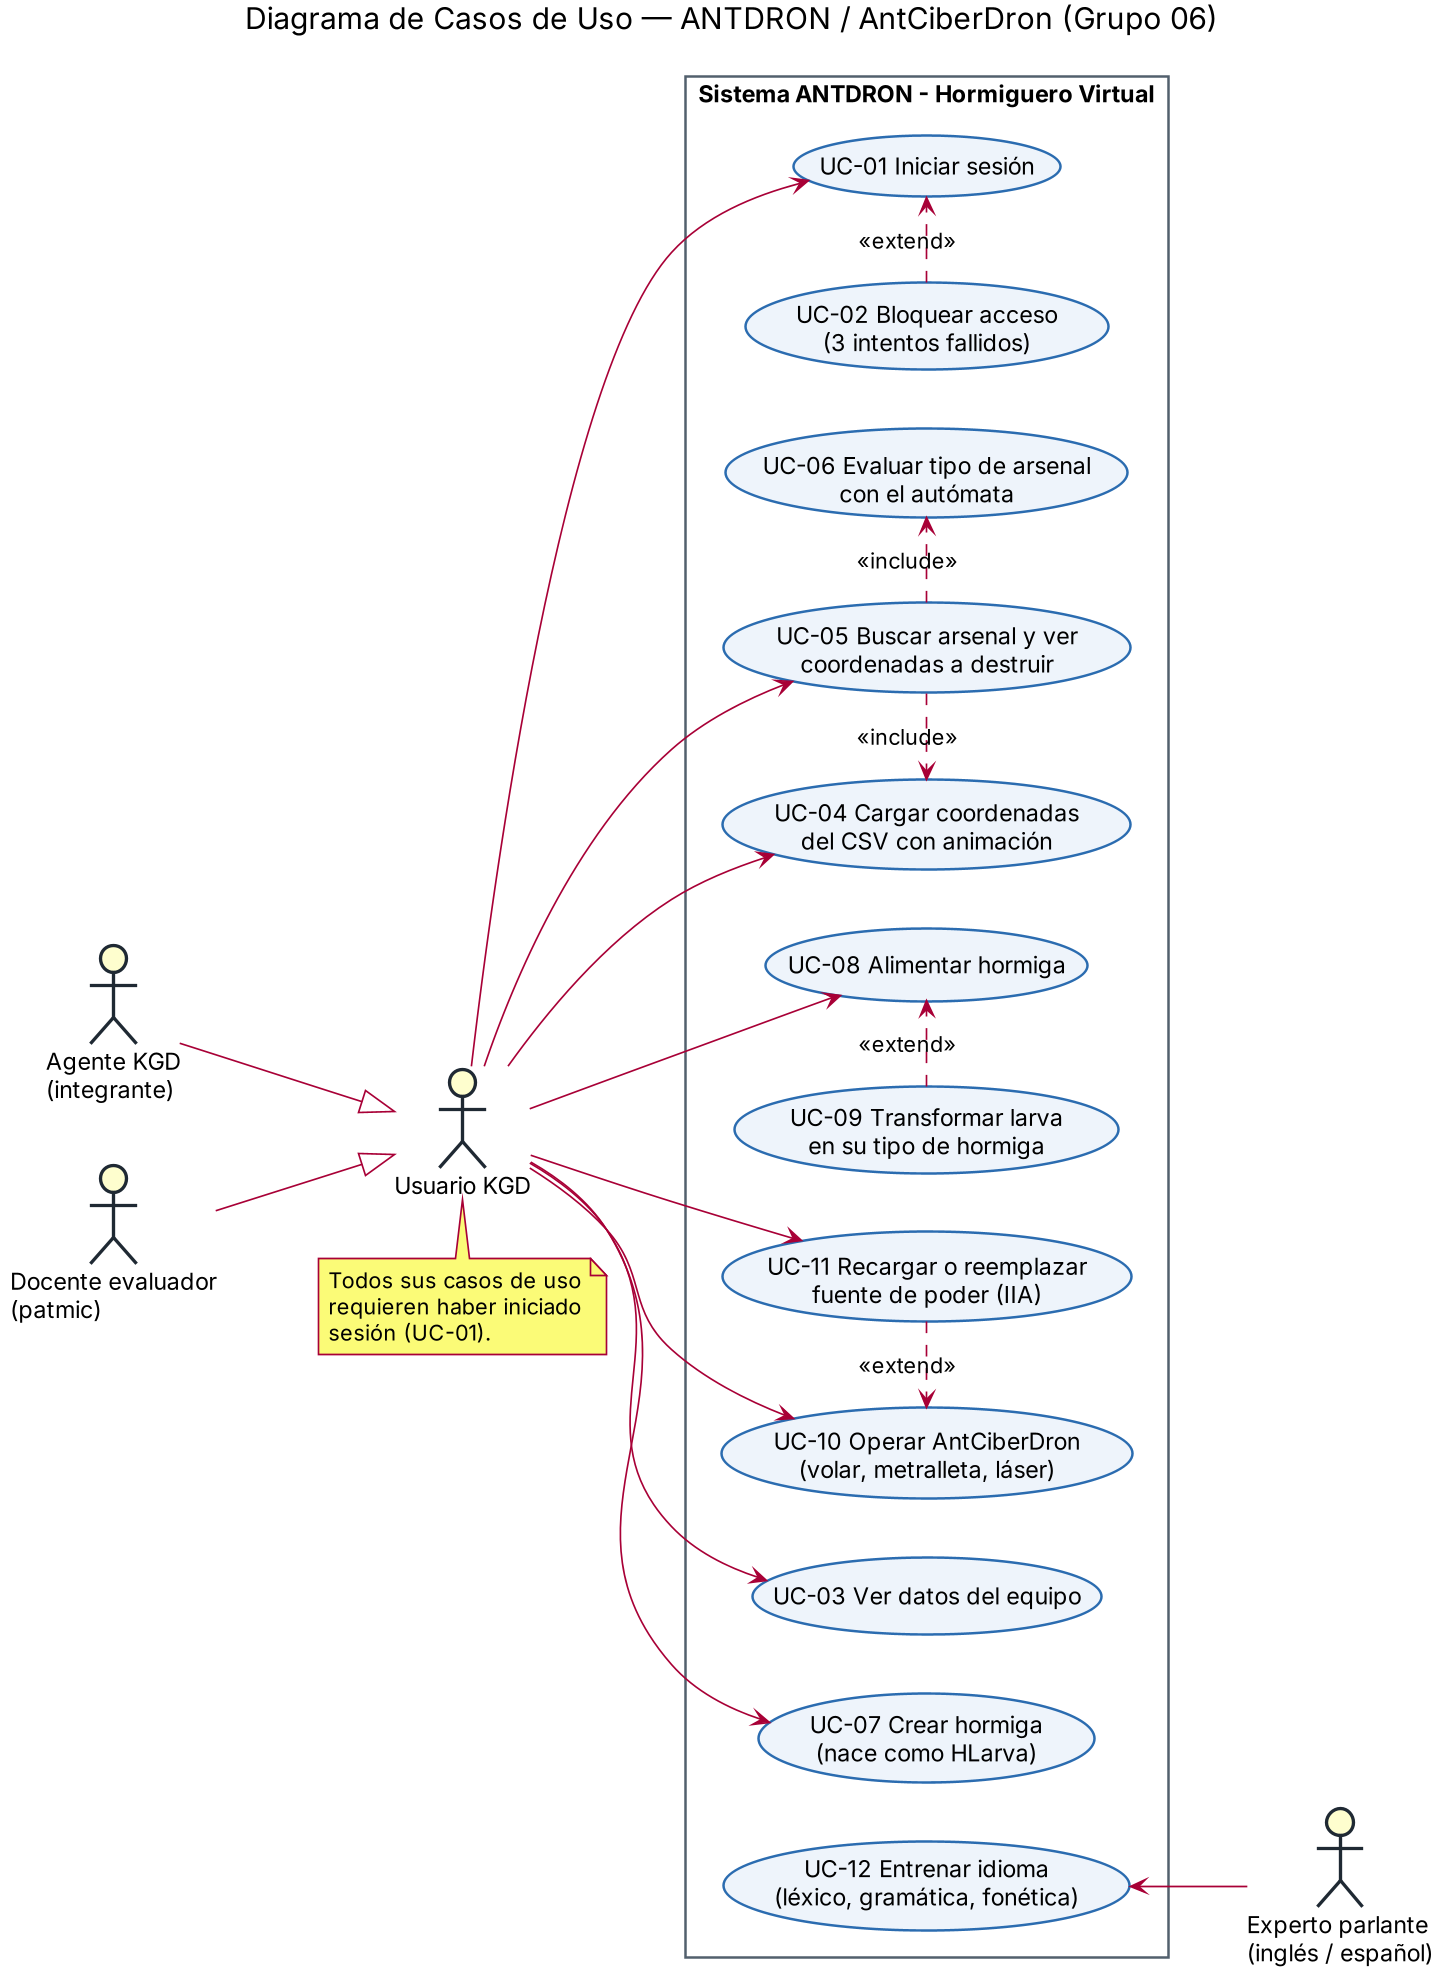 Diagrama de Casos de Uso — ANTDRON / AntCiberDron (Grupo 06)
Sistema ANTDRON - Hormiguero Virtual
UC-01 Iniciar sesión
«extend»
UC-02 Bloquear acceso
(3 intentos fallidos)
UC-06 Evaluar tipo de arsenal
con el autómata
«include»
UC-05 Buscar arsenal y ver
coordenadas a destruir
«include»
UC-04 Cargar coordenadas
del CSV con animación
UC-08 Alimentar hormiga
«extend»
UC-09 Transformar larva
en su tipo de hormiga
Agente KGD
(integrante)
Usuario KGD
Docente evaluador
(patmic)
Todos sus casos de uso
requieren haber iniciado
sesión (UC-01).
UC-11 Recargar o reemplazar
fuente de poder (IIA)
«extend»
UC-10 Operar AntCiberDron
(volar, metralleta, láser)
UC-03 Ver datos del equipo
UC-07 Crear hormiga
(nace como HLarva)
UC-12 Entrenar idioma
(léxico, gramática, fonética)
Experto parlante
(inglés / español)